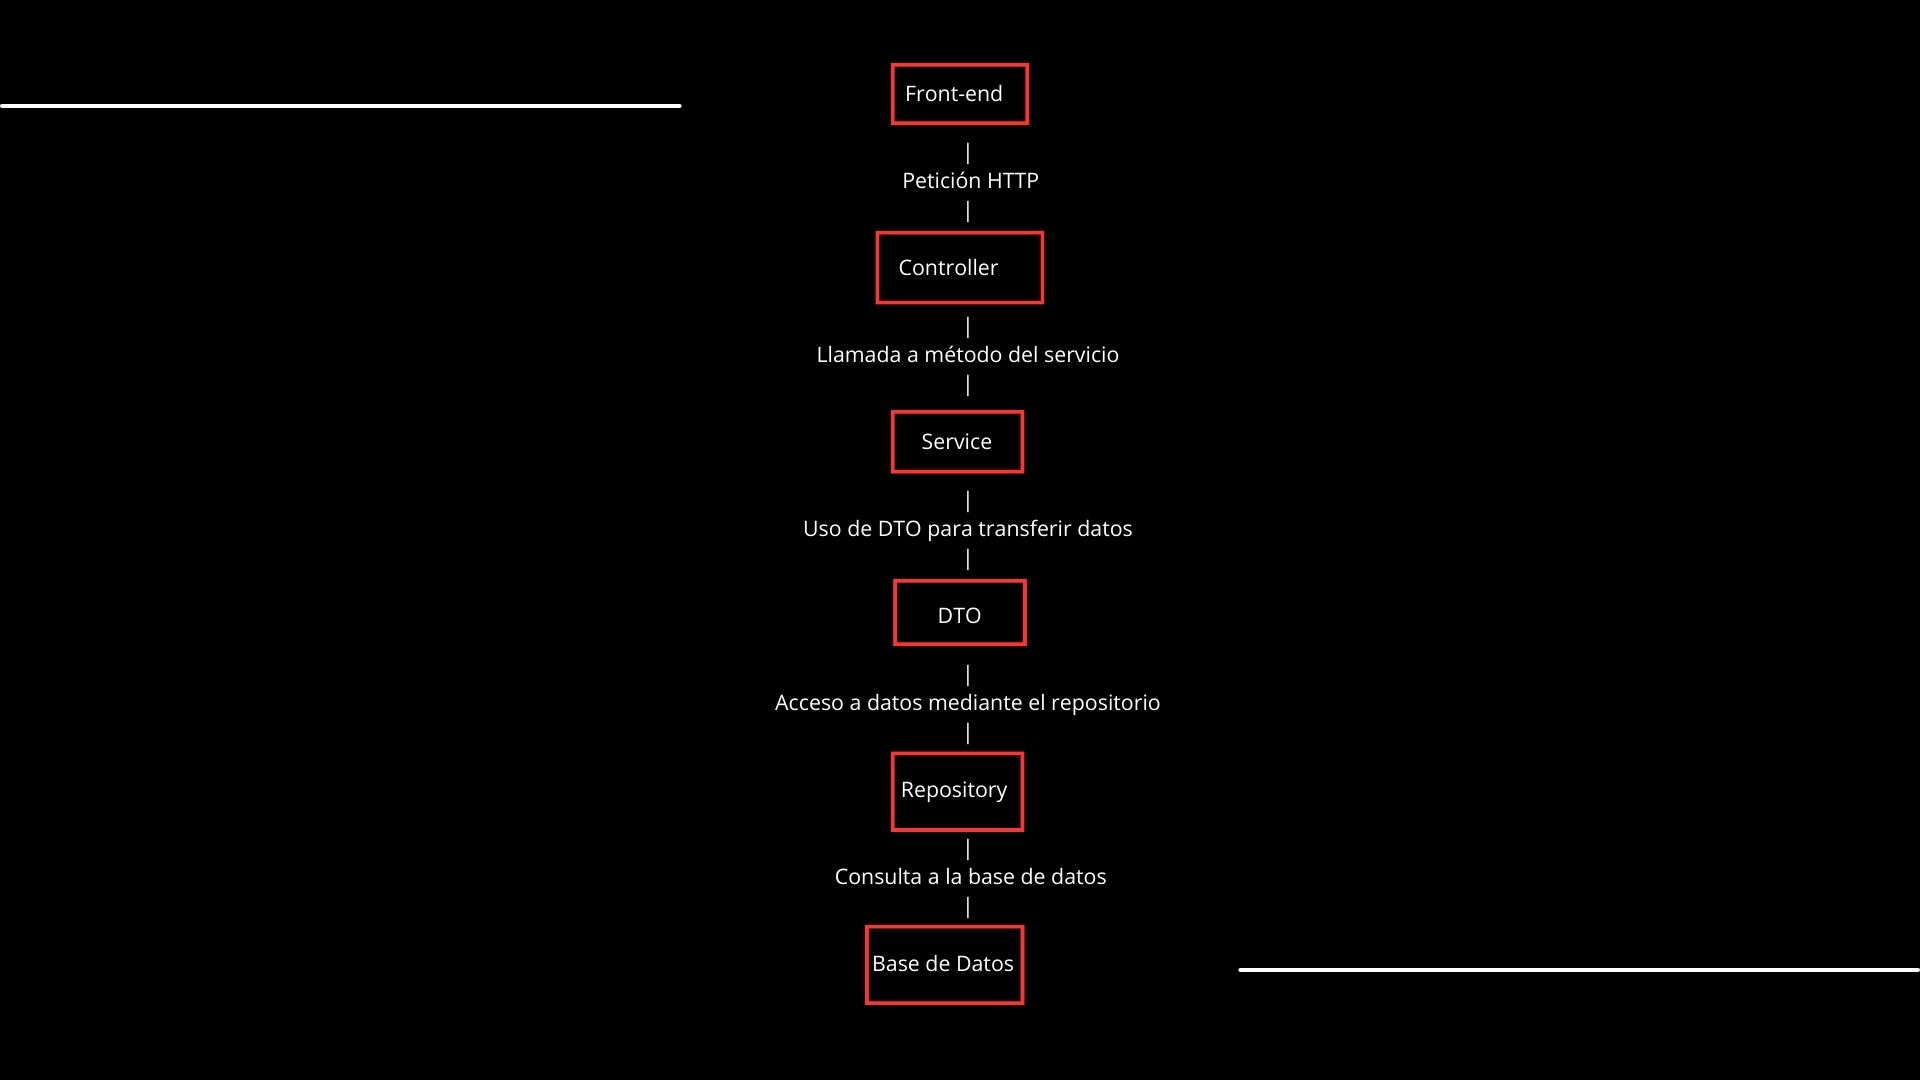 Front-end
|
Petición HTTP
|
Controller
|
Llamada a método del servicio
|
Service
|
Uso de DTO para transferir datos
|
DTO
|
Acceso a datos mediante el repositorio
|
Repository
|
Consulta a la base de datos
|
Base de Datos